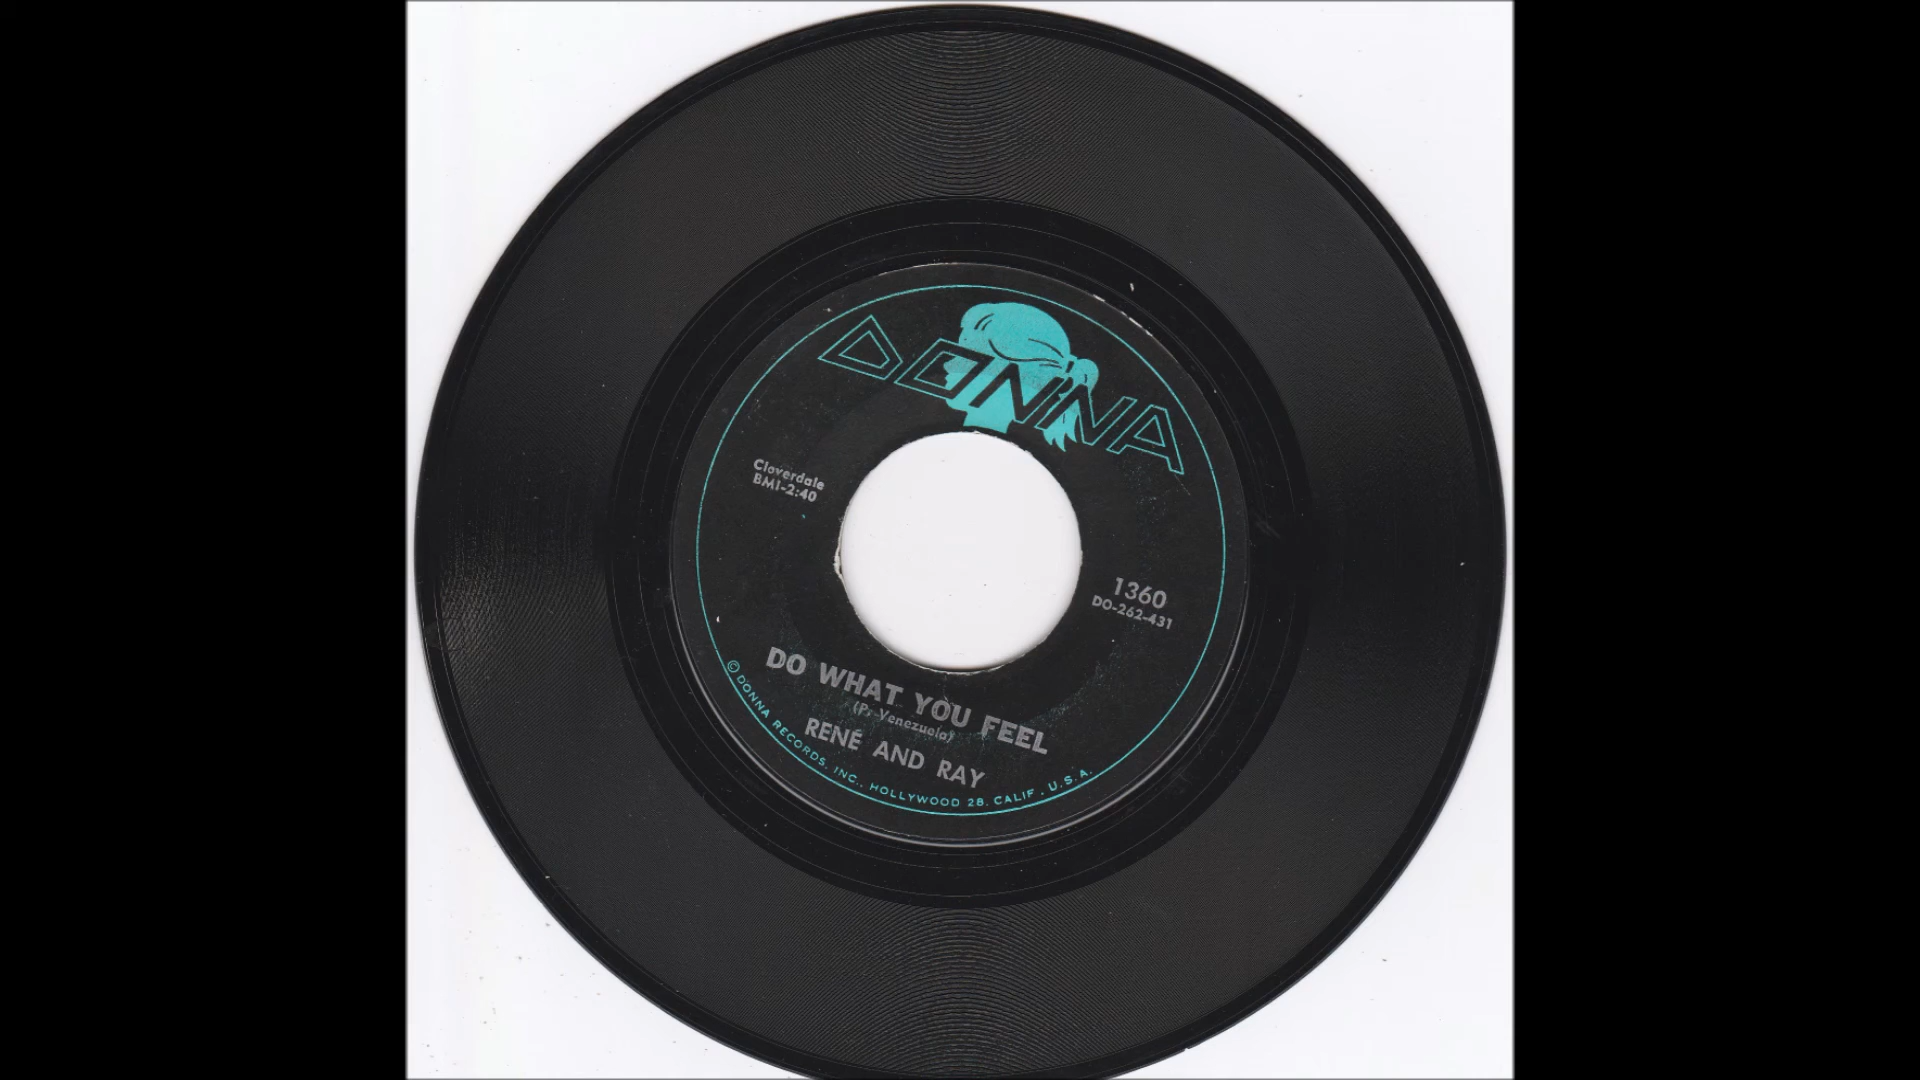 DONNA
Cloverdale
BMI-2:40
1360
DO-262-431
DO WHAT YOU FEEL
(P. Venezuela)
RENÉ AND RAY
© DONNA RECORDS, INC., HOLLYWOOD 28, CALIF., U.S.A.